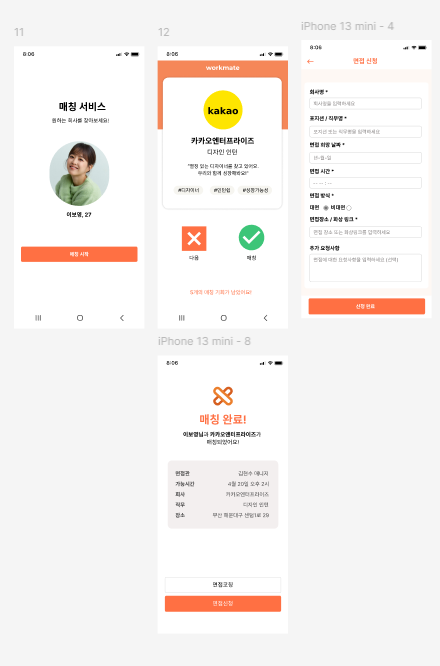 11
8:06
매칭 서비스
원하는 회사를 찾아보세요!
이보영, 27
매칭 시작
12
8:06
workmate
kakao
카카오엔터프라이즈
디자인 인턴
"열정 있는 디자이너를 찾고 있어요.
우리와 함께 성장해봐요!"
#디자이너
#인턴십
#성장가능성
다음
매칭
5개의 매칭 기회가 남았어요!
iPhone 13 mini - 4
8:06
면접 신청
회사명 *
회사명을 입력하세요
포지션 / 직무명 *
포지션 또는 직무명을 입력하세요
면접 희망 날짜 *
연-월-일
면접 시간 *
-- -- : --
면접 방식 *
대면
비대면
면접장소 / 화상 링크 *
면접 장소 또는 화상링크를 입력하세요
추가 요청사항
면접에 대한 요청사항을 입력하세요 (선택)
신청 완료
iPhone 13 mini - 8
8:06
매칭 완료!
이보영님과 카카오엔터프라이즈가
매칭되었어요!
면접관 김현수 매니저
가능시간 4월 20일 오후 2시
회사 카카오엔터프라이즈
직무 디자인 인턴
장소 부산 해운대구 센텀1로 29
면접코칭
면접신청